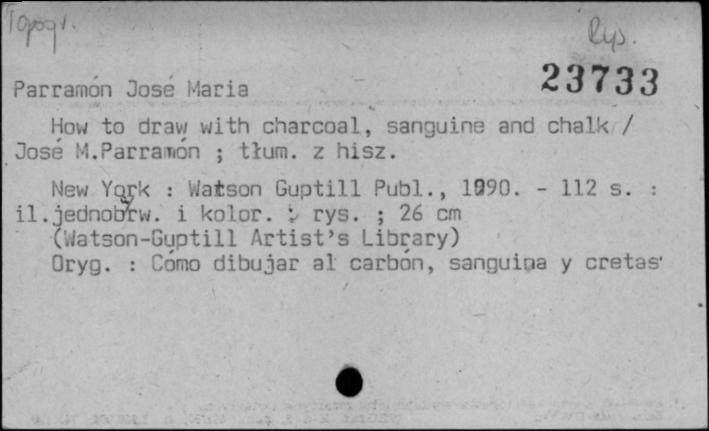 Topogr.
Rys.
23733
Parramón José Maria
How to draw with charcoal, sanguine and chalk /
José M.Parramón ; tłum. z hisz.
New York : Watson Guptill Publ., 1990. - 112 s. :
il.jednobrw. i kolor. : rys. ; 26 cm
(Watson-Guptill Artist's Library)
Oryg. : Cómo dibujar al carbón, sanguina y cretas